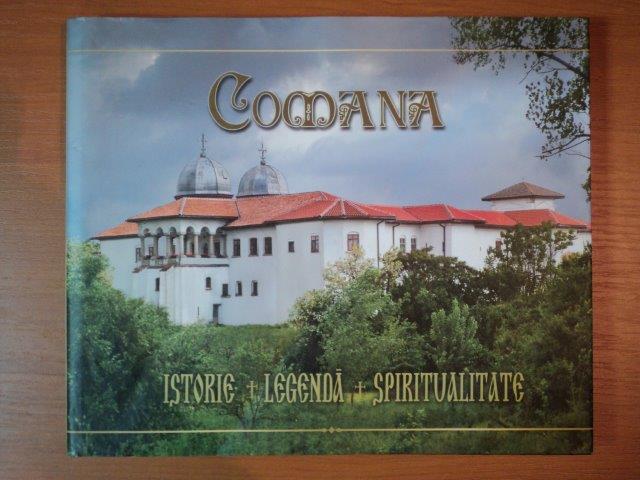 COMANA
ISTORIE + LEGENDĂ + SPIRITUALITATE